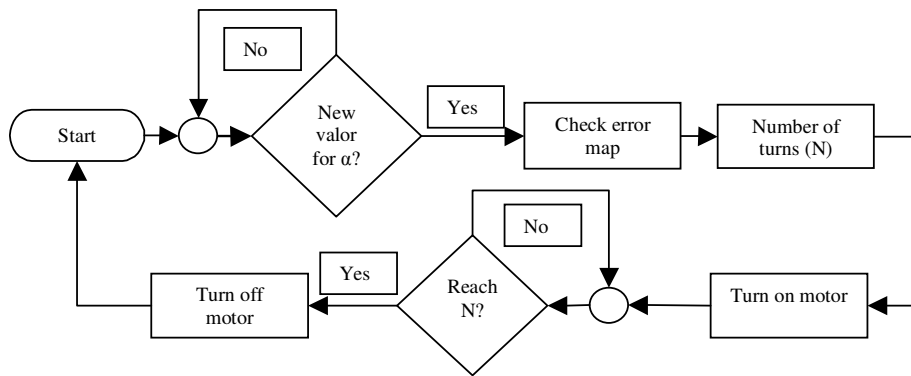 No
Start
New
valor
for α?
Yes
Check error
map
Number of
turns (N)
No
Turn off
motor
Yes
Reach
N?
Turn on motor